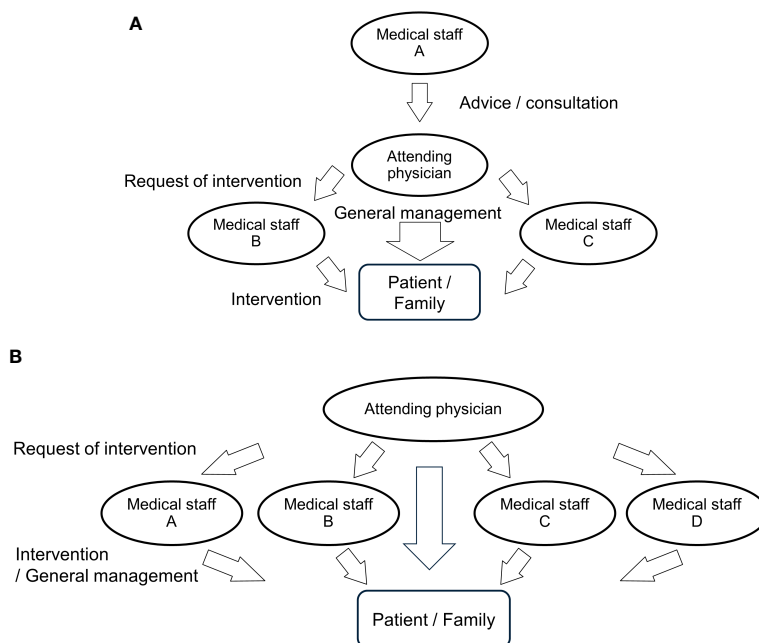 A
Medical staff
A
Advice / consultation
Attending
physician
Request of intervention
General management
Medical staff
B
Medical staff
C
Intervention
Patient /
Family
B
Attending physician
Request of intervention
Medical staff
A
Medical staff
B
Medical staff
C
Medical staff
D
Intervention
/ General management
Patient / Family